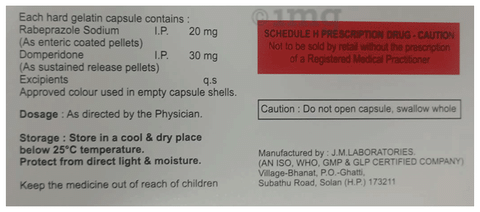 Each hard gelatin capsule contains :
Rabeprazole Sodium I.P. 20 mg
(As enteric coated pellets)
Domperidone I.P. 30 mg
(As sustained release pellets)
Excipients q.s
Approved colour used in empty capsule shells.
Dosage : As directed by the Physician.
Storage : Store in a cool & dry place
below 25°C temperature.
Protect from direct light & moisture.
Keep the medicine out of reach of children
1mg
SCHEDULE H PRESCRIPTION DRUG - CAUTION
Not to be sold by retail without the prescription
of a Registered Medical Practitioner
Caution : Do not open capsule, swallow whole
Manufactured by : J.M.LABORATORIES.
(AN ISO, WHO, GMP & GLP CERTIFIED COMPANY)
Village-Bhanat, P.O.-Ghatti,
Subathu Road, Solan (H.P.) 173211